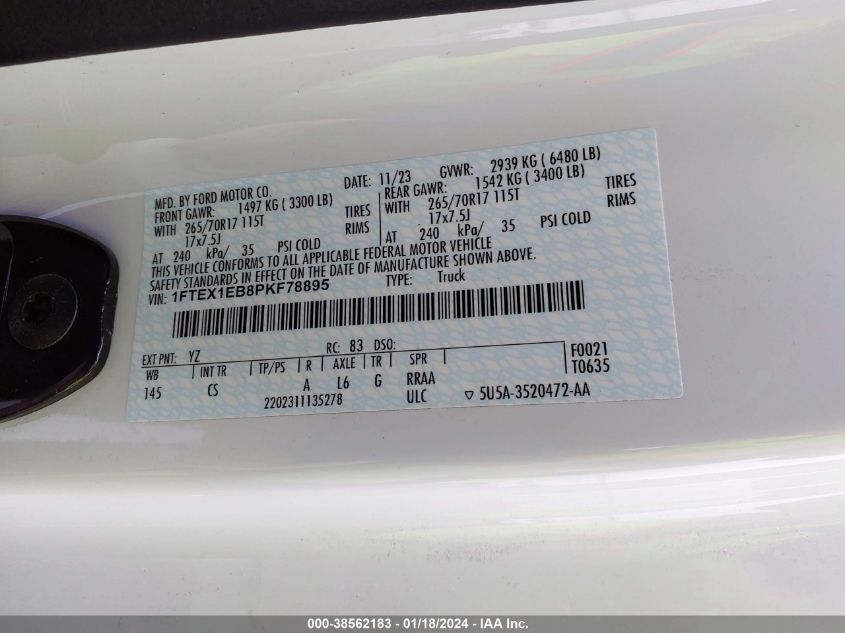 MFD. BY FORD MOTOR CO.
DATE: 11/23 GVWR: 2939 KG ( 6480 LB)
FRONT GAWR: 1497 KG ( 3300 LB)
REAR GAWR: 1542 KG ( 3400 LB)
WITH 265/70R17 115T TIRES
WITH 265/70R17 115T TIRES
17x7.5J RIMS
17x7.5J RIMS
AT 240 kPa/ 35 PSI COLD
AT 240 kPa/ 35 PSI COLD
THIS VEHICLE CONFORMS TO ALL APPLICABLE FEDERAL MOTOR VEHICLE
SAFETY STANDARDS IN EFFECT ON THE DATE OF MANUFACTURE SHOWN ABOVE.
VIN: 1FTEX1EB8PKF78895 TYPE: Truck
EXT PNT: YZ RC: 83 DSO: F0021
WB INT TR TP/PS R AXLE TR SPR T0635
145 CS A L6 G RRAA
2202311135278 ULC ▽ 5U5A-3520472-AA
000-38562183 - 01/18/2024 - IAA Inc.